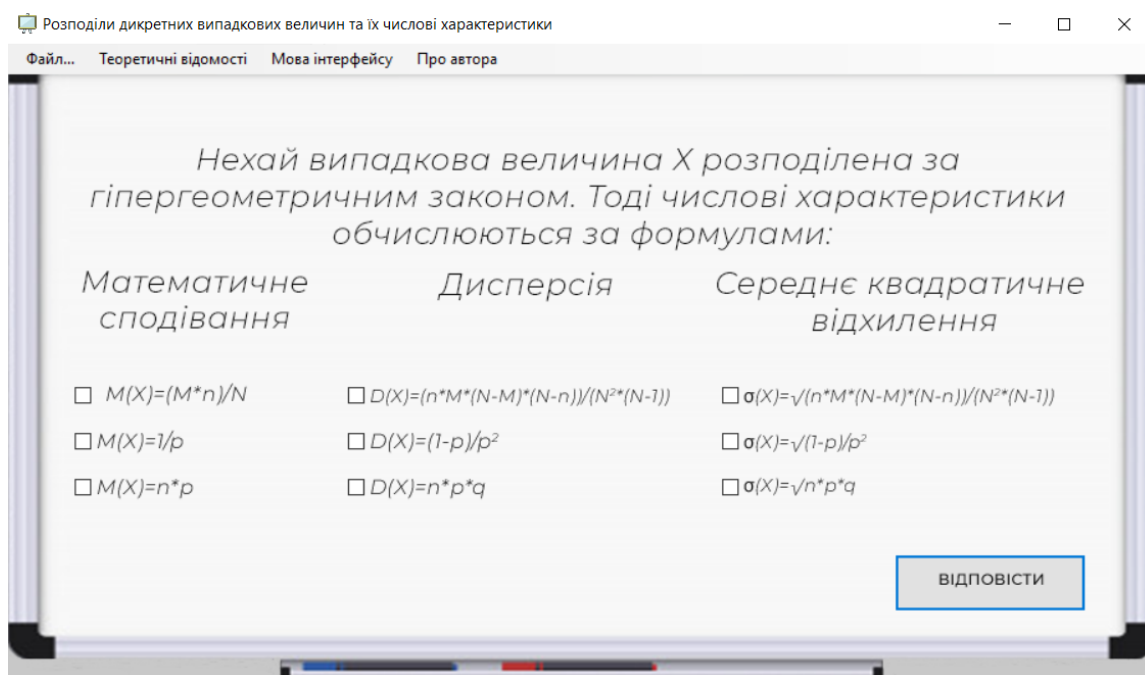 Розподіли дикретних випадкових величин та їх числові характеристики
Файл... Теоретичні відомості Мова інтерфейсу Про автора
Нехай випадкова величина X розподілена за
гіпергеометричним законом. Тоді числові характеристики
обчислюються за формулами:
Математичне
сподівання
Дисперсія
Середнє квадратичне
відхилення
M(X)=(M*n)/N D(X)=(n*M*(N-M)*(N-n))/(N²*(N-1)) σ(X)=√(n*M*(N-M)*(N-n))/(N²*(N-1))
M(X)=1/p D(X)=(1-p)/p² σ(X)=√(1-p)/p²
M(X)=n*p D(X)=n*p*q σ(X)=√n*p*q
ВІДПОВІСТИ